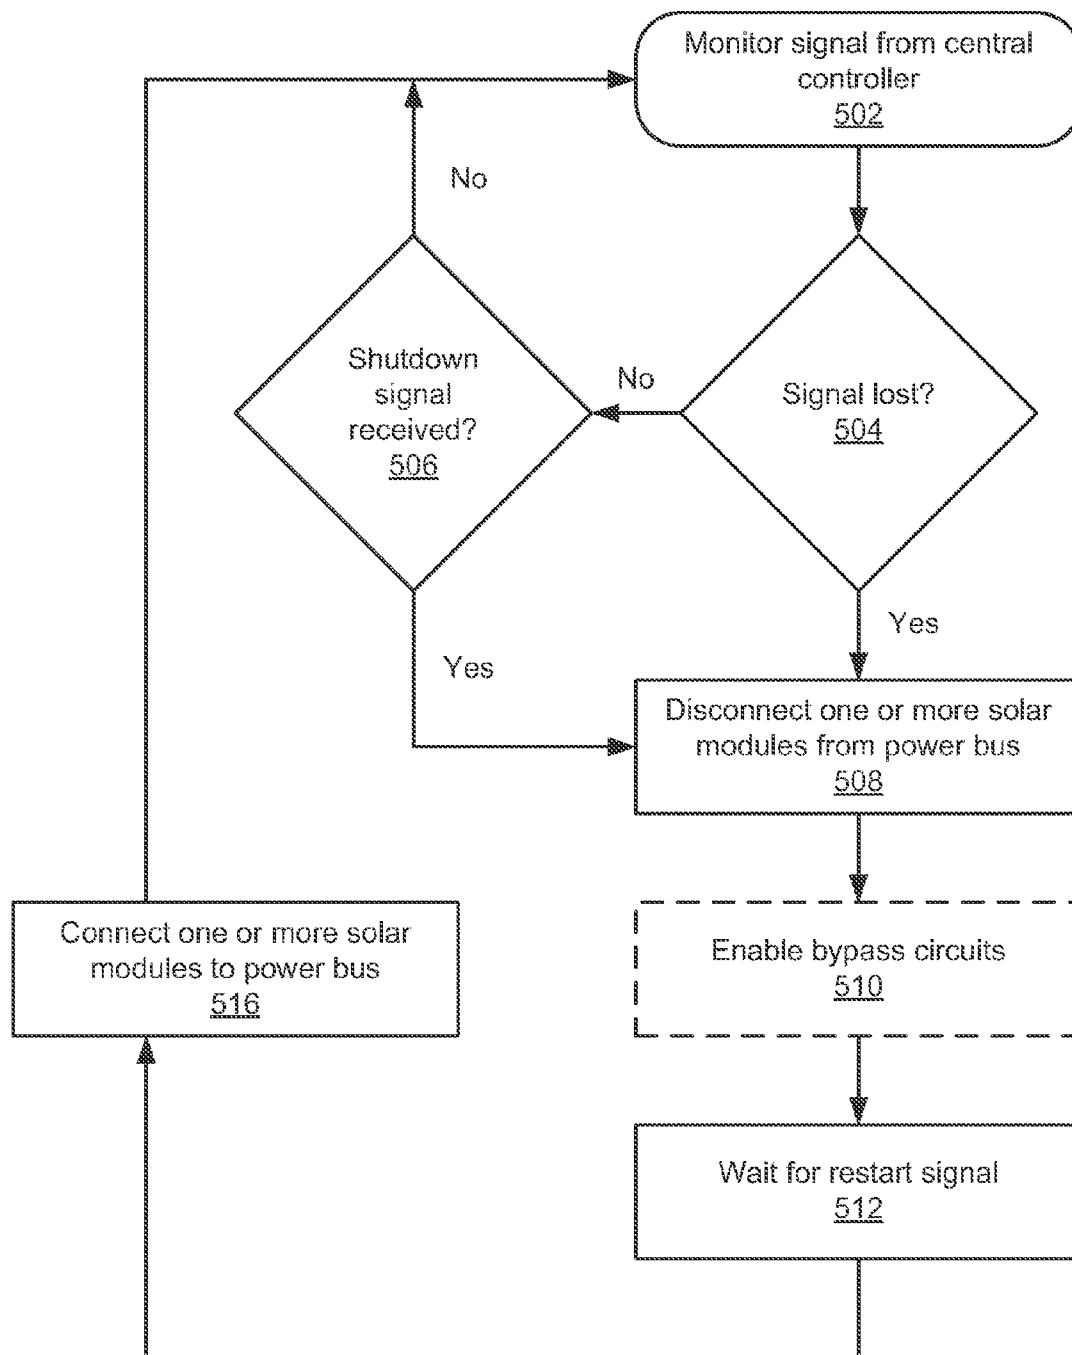 Monitor signal from central
controller
502
No
Shutdown
signal
received?
506
No
Signal lost?
504
Yes
Yes
Disconnect one or more solar
modules from power bus
508
Connect one or more solar
modules to power bus
516
Enable bypass circuits
510
Wait for restart signal
512